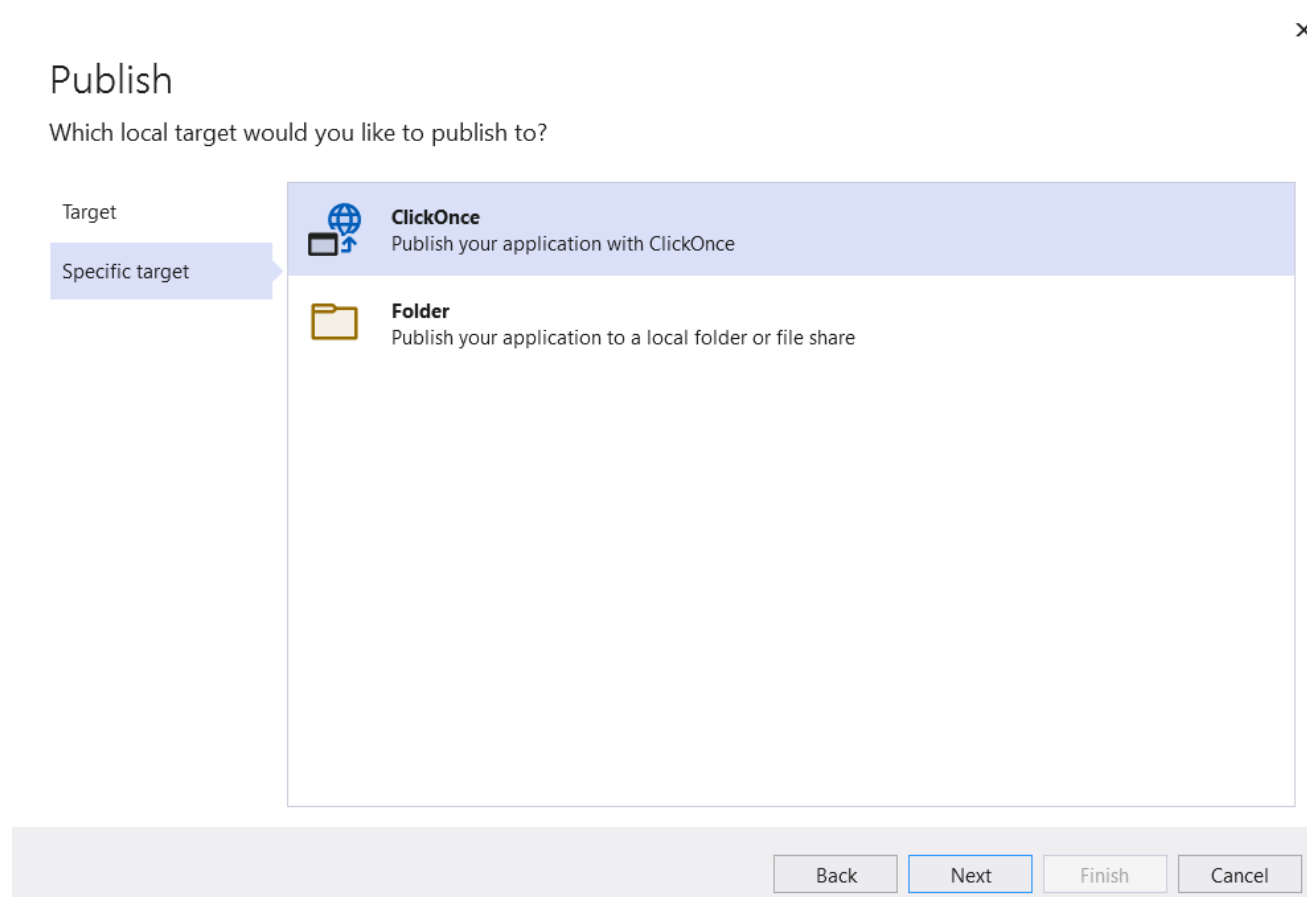 Publish
Which local target would you like to publish to?
Target
Specific target
ClickOnce
Publish your application with ClickOnce
Folder
Publish your application to a local folder or file share
Back
Next
Finish
Cancel